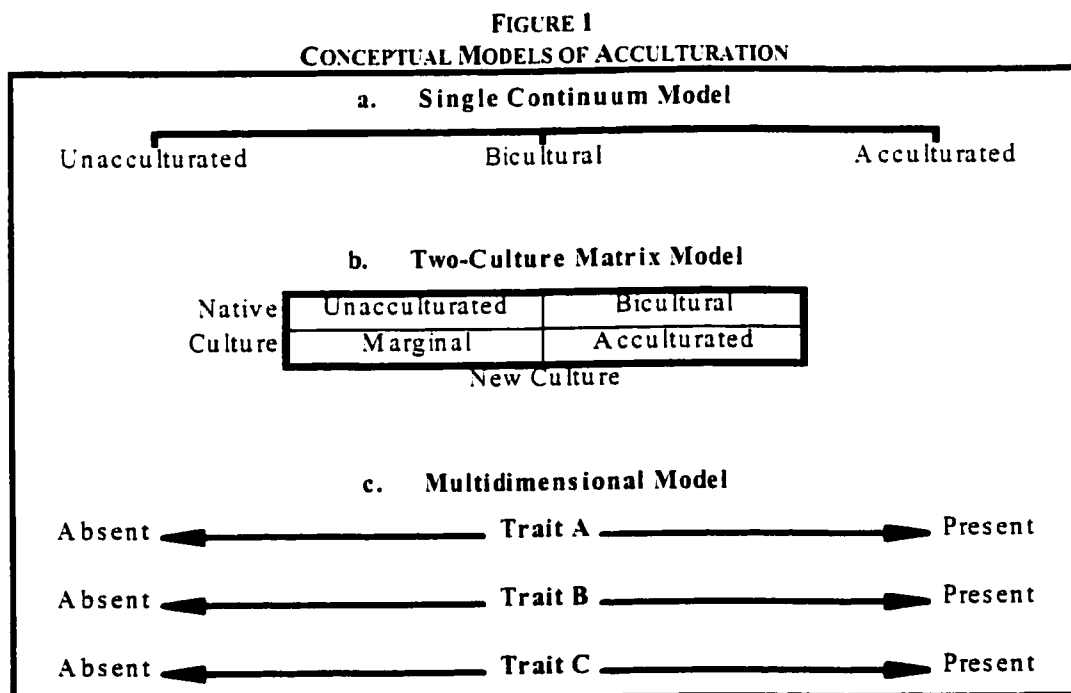 FIGURE 1
CONCEPTUAL MODELS OF ACCULTURATION
a. Single Continuum Model
Unacculturated Bicultural Acculturated
b. Two-Culture Matrix Model
Native Unacculturated Bicultural
Culture Marginal Acculturated
New Culture
c. Multidimensional Model
Absent Trait A Present
Absent Trait B Present
Absent Trait C Present